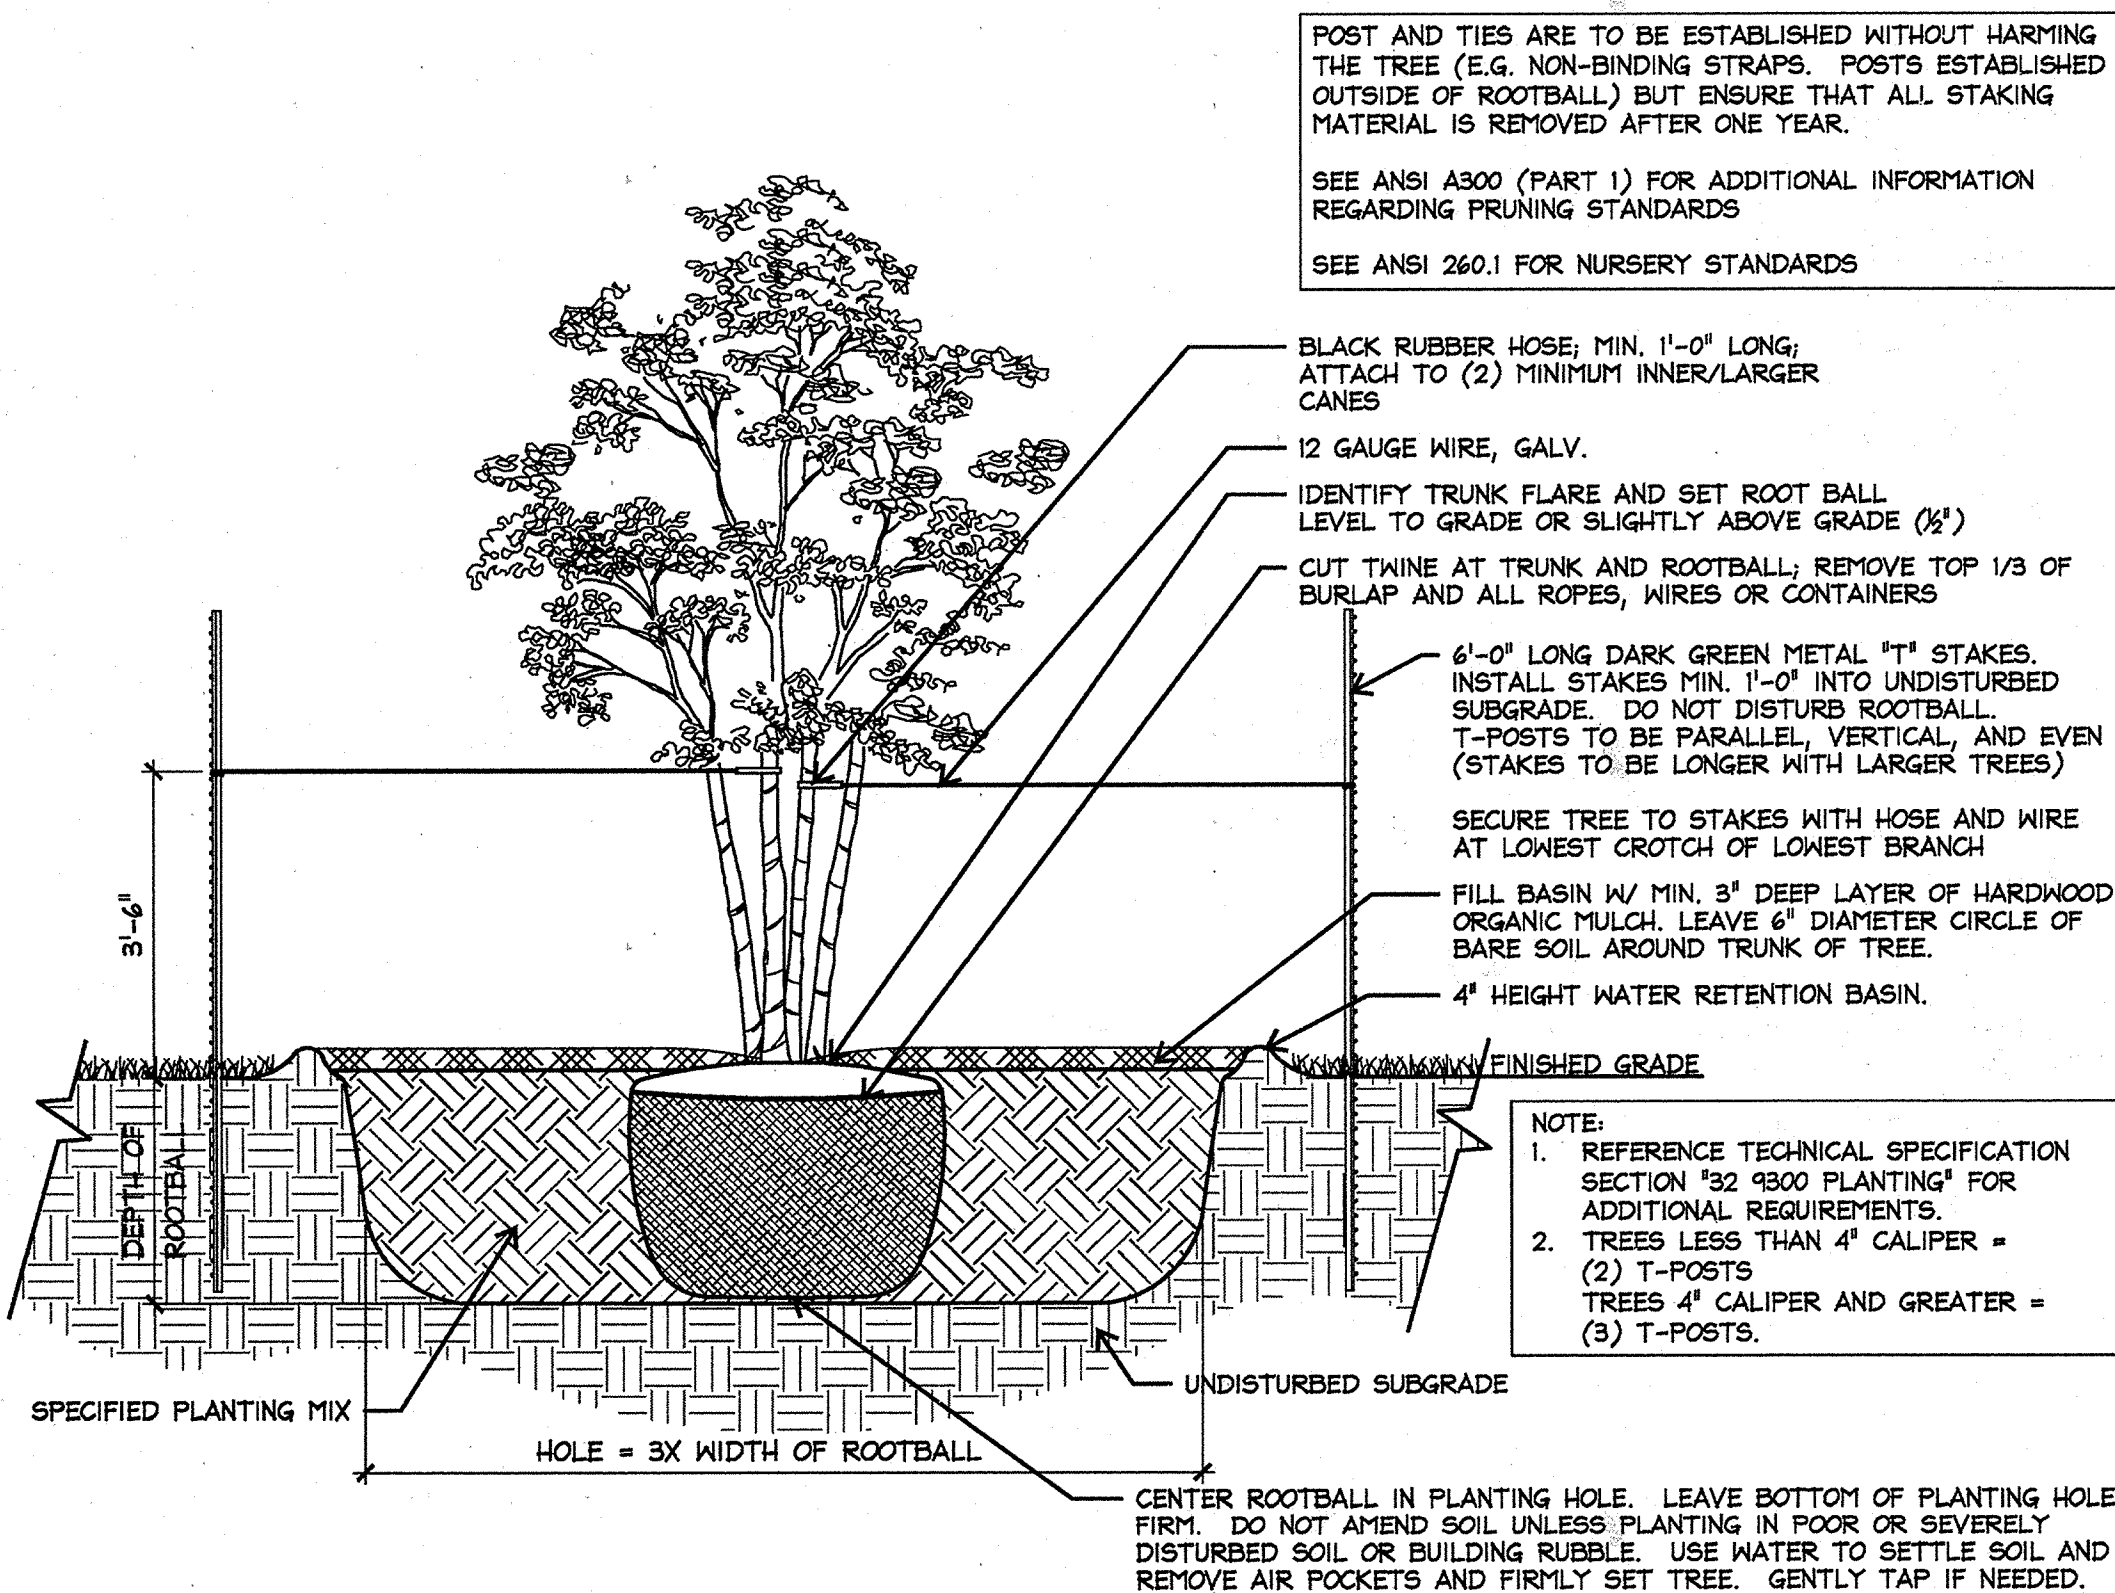 POST AND TIES ARE TO BE ESTABLISHED WITHOUT HARMING
THE TREE (E.G. NON-BINDING STRAPS. POSTS ESTABLISHED
OUTSIDE OF ROOTBALL) BUT ENSURE THAT ALL STAKING
MATERIAL IS REMOVED AFTER ONE YEAR.
SEE ANSI A300 (PART 1) FOR ADDITIONAL INFORMATION
REGARDING PRUNING STANDARDS
SEE ANSI 260.1 FOR NURSERY STANDARDS
BLACK RUBBER HOSE; MIN. 1'-0" LONG;
ATTACH TO (2) MINIMUM INNER/LARGER
CANES
12 GAUGE WIRE, GALV.
IDENTIFY TRUNK FLARE AND SET ROOT BALL
LEVEL TO GRADE OR SLIGHTLY ABOVE GRADE (½")
CUT TWINE AT TRUNK AND ROOTBALL; REMOVE TOP 1/3 OF
BURLAP AND ALL ROPES, WIRES OR CONTAINERS
6'-0" LONG DARK GREEN METAL "T" STAKES.
INSTALL STAKES MIN. 1'-0" INTO UNDISTURBED
SUBGRADE. DO NOT DISTURB ROOTBALL.
T-POSTS TO BE PARALLEL, VERTICAL, AND EVEN
(STAKES TO BE LONGER WITH LARGER TREES)
SECURE TREE TO STAKES WITH HOSE AND WIRE
AT LOWEST CROTCH OF LOWEST BRANCH
FILL BASIN W/ MIN. 3" DEEP LAYER OF HARDWOOD
ORGANIC MULCH. LEAVE 6" DIAMETER CIRCLE OF
BARE SOIL AROUND TRUNK OF TREE.
4" HEIGHT WATER RETENTION BASIN.
FINISHED GRADE
3'-6"
DEPTH OF
ROOTBALL
NOTE:
1. REFERENCE TECHNICAL SPECIFICATION
SECTION "32 9300 PLANTING" FOR
ADDITIONAL REQUIREMENTS.
2. TREES LESS THAN 4" CALIPER =
(2) T-POSTS
TREES 4" CALIPER AND GREATER =
(3) T-POSTS.
UNDISTURBED SUBGRADE
SPECIFIED PLANTING MIX
HOLE = 3X WIDTH OF ROOTBALL
CENTER ROOTBALL IN PLANTING HOLE. LEAVE BOTTOM OF PLANTING HOLE
FIRM. DO NOT AMEND SOIL UNLESS PLANTING IN POOR OR SEVERELY
DISTURBED SOIL OR BUILDING RUBBLE. USE WATER TO SETTLE SOIL AND
REMOVE AIR POCKETS AND FIRMLY SET TREE. GENTLY TAP IF NEEDED.